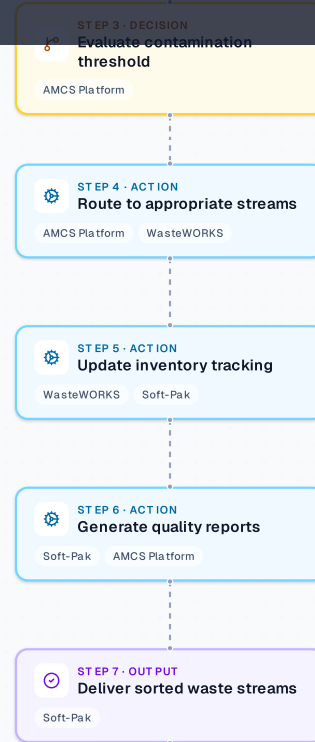 STEP 3 · DECISION
Evaluate contamination
threshold
AMCS Platform
STEP 4 · ACTION
Route to appropriate streams
AMCS Platform WasteWORKS
STEP 5 · ACTION
Update inventory tracking
WasteWORKS Soft-Pak
STEP 6 · ACTION
Generate quality reports
Soft-Pak AMCS Platform
STEP 7 · OUTPUT
Deliver sorted waste streams
Soft-Pak